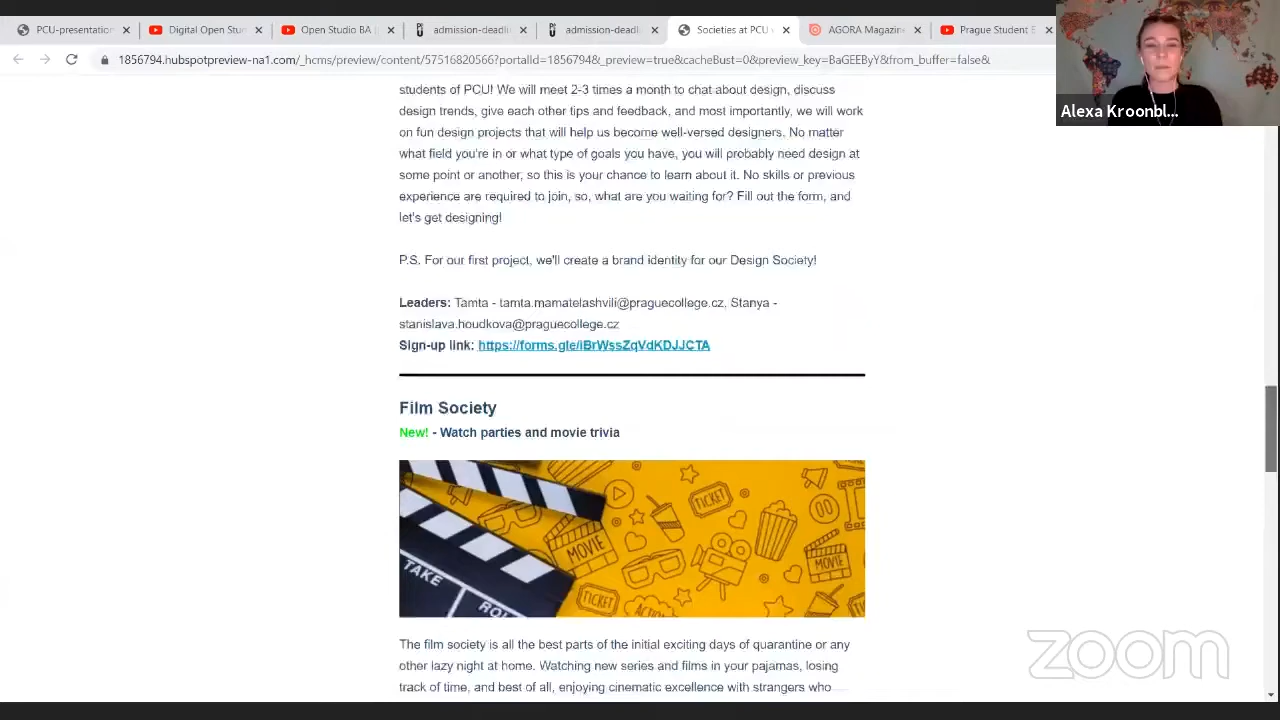 PCU-presentation
Digital Open Stu
Open Studio BA
admission-deadli
admission-deadl
Societies at PCU
AGORA Magazin
Prague Student E
1856794.hubspotpreview-na1.com/_hcms/preview/content/57516820566?portalId=1856794&_preview=true&cacheBust=0&preview_key=BaGEEByY&from_buffer=false&
Alexa Kroonbl...
students of PCU! We will meet 2-3 times a month to chat about design, discuss
design trends, give each other tips and feedback, and most importantly, we will work
on fun design projects that will help us become well-versed designers. No matter
what field you're in or what type of goals you have, you will probably need design at
some point or another, so this is your chance to learn about it. No skills or previous
experience are required to join, so, what are you waiting for? Fill out the form, and
let's get designing!
P.S. For our first project, we'll create a brand identity for our Design Society!
Leaders: Tamta - tamta.mamatelashvili@praguecollege.cz, Stanya -
stanislava.houdkova@praguecollege.cz
Sign-up link: https://forms.gle/iBrWssZqVdKDJJCTA
Film Society
New! - Watch parties and movie trivia
TICKET
MOVIE
MOVIE
TAKE
ROLL
TICKET
ACTION
The film society is all the best parts of the initial exciting days of quarantine or any
other lazy night at home. Watching new series and films in your pajamas, losing
track of time, and best of all, enjoying cinematic excellence with strangers who
zoom